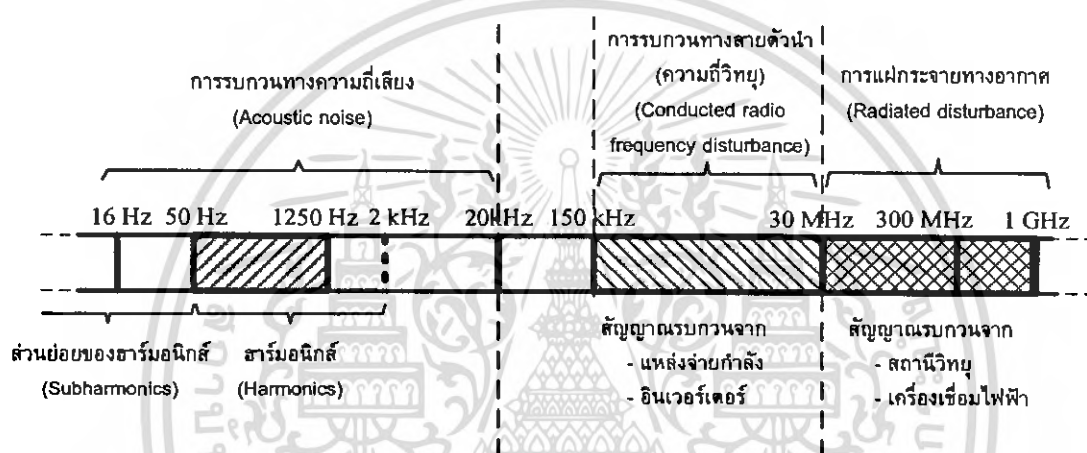 การรบกวนทางความถี่เสียง
(Acoustic noise)
การรบกวนทางสายตัวนำ
(ความถี่วิทยุ)
(Conducted radio
frequency disturbance)
การแผ่กระจายทางอากาศ
(Radiated disturbance)
16 Hz 50 Hz 1250 Hz 2 kHz 20kHz 150 kHz 30 MHz 300 MHz 1 GHz
ส่วนย่อยของฮาร์มอนิกส์
(Subharmonics)
ฮาร์มอนิกส์
(Harmonics)
สัญญาณรบกวนจาก
- แหล่งจ่ายกำลัง
- อินเวอร์เตอร์
สัญญาณรบกวนจาก
- สถานีวิทยุ
- เครื่องเชื่อมไฟฟ้า